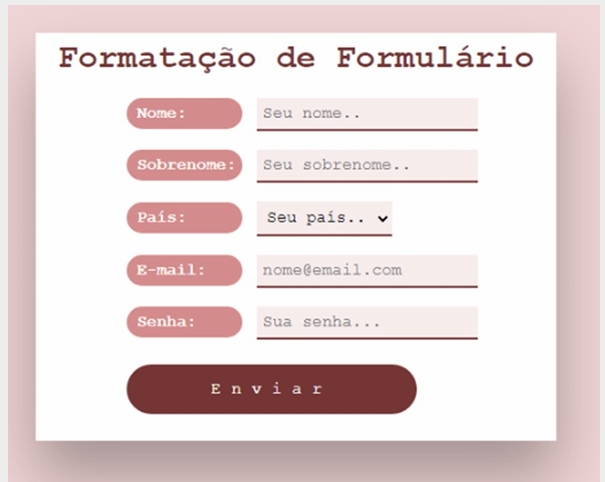 Formatação de Formulário
Nome: Seu nome..
Sobrenome: Seu sobrenome..
País: Seu país..
E-mail: nome@email.com
Senha: Sua senha...
Enviar